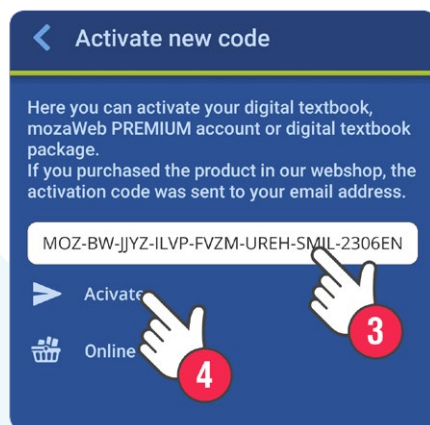 Activate new code
Here you can activate your digital textbook,
mozaWeb PREMIUM account or digital textbook
package.
If you purchased the product in our webshop, the
activation code was sent to your email address.
MOZ-BW-JJYZ-ILVP-FVZM-UREH-SMIL-2306EN
3
Acivate
Online
4